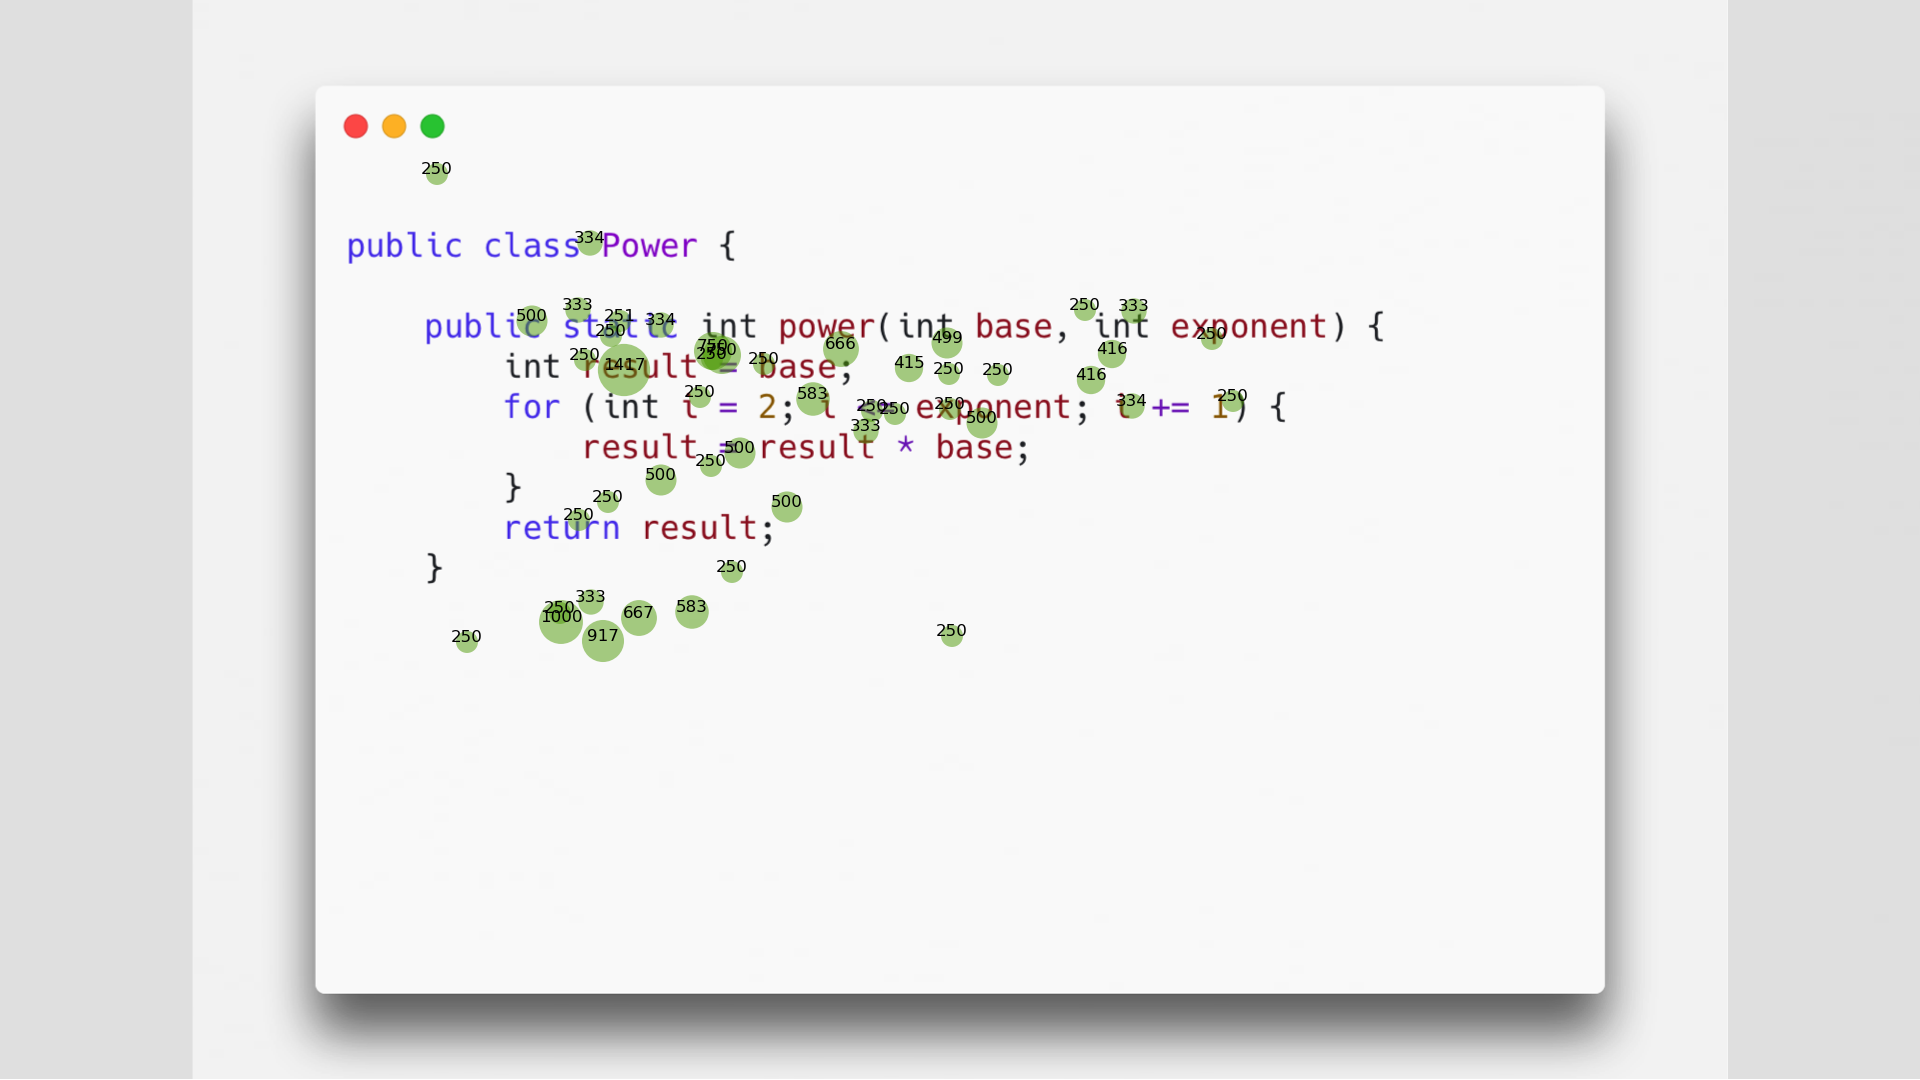 250
334
public class Power {
500 333 251 250 334 250 333 250
public static int power(int base, int exponent) {
250 1417 750 250 250 666 499 415 250 250 416 416
int result = base;
250 583 250 250 250 500 334 250
for (int i = 2; i <= exponent; i += 1) {
333
result = result * base;
500 250 500
}
250 250 500
return result;
}
250
250 1000 333 917 667 583
250 250